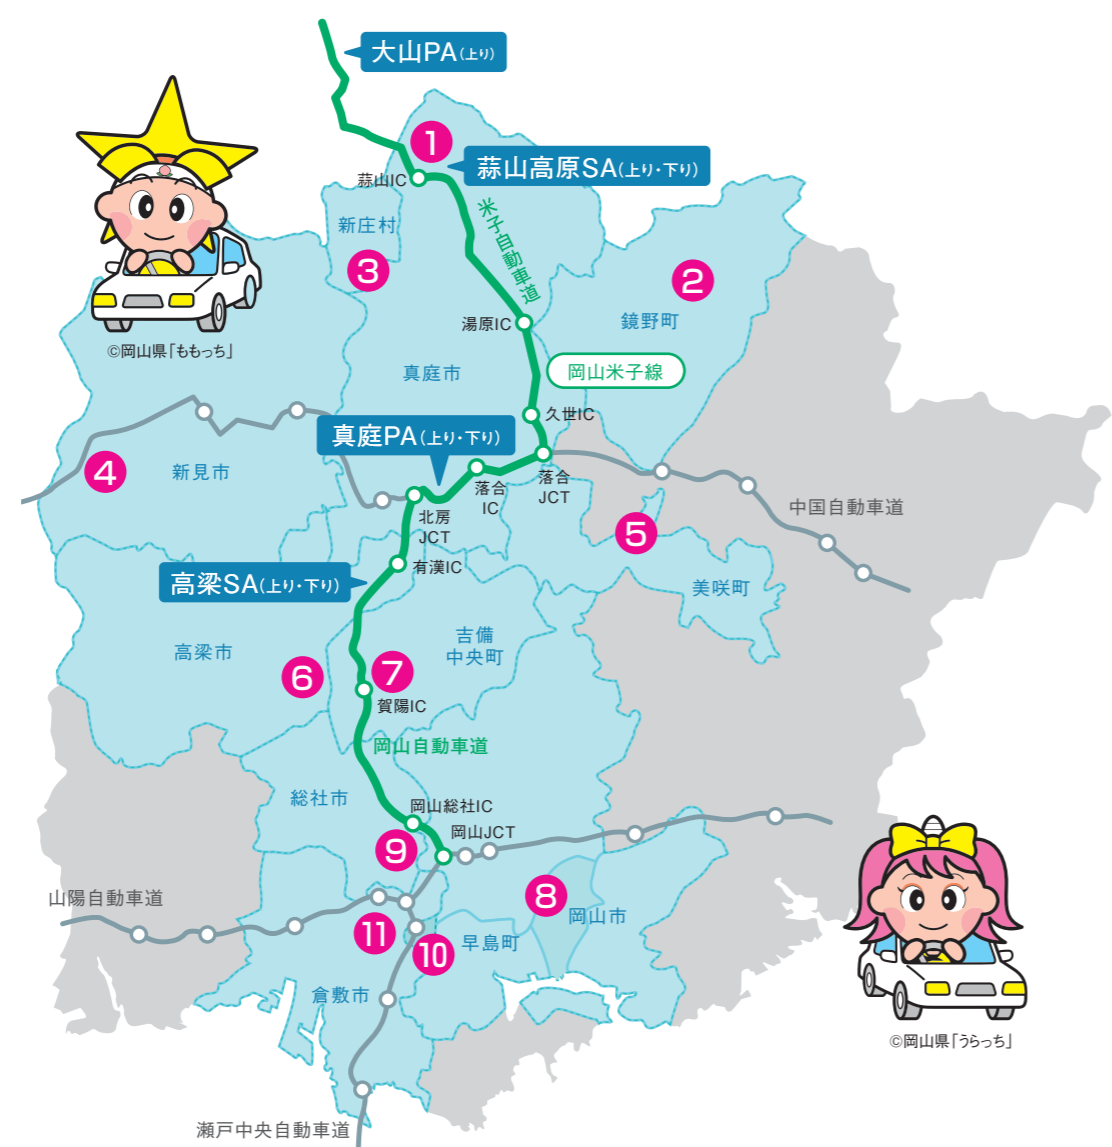 大山PA(上り)
1
蒜山高原SA(上り・下り)
蒜山IC
米子自動車道
新庄村
3
2
鏡野町
湯原IC
©岡山県「ももっち」
真庭市
岡山米子線
久世IC
真庭PA(上り・下り)
4
新見市
落合
IC
落合
JCT
中国自動車道
北房
JCT
5
有漢IC
高梁SA(上り・下り)
美咲町
吉備
中央町
高梁市
6
7
賀陽IC
岡山自動車道
総社市
岡山総社IC
岡山JCT
9
山陽自動車道
8
岡山市
11
10
早島町
倉敷市
©岡山県「うらっち」
瀬戸中央自動車道